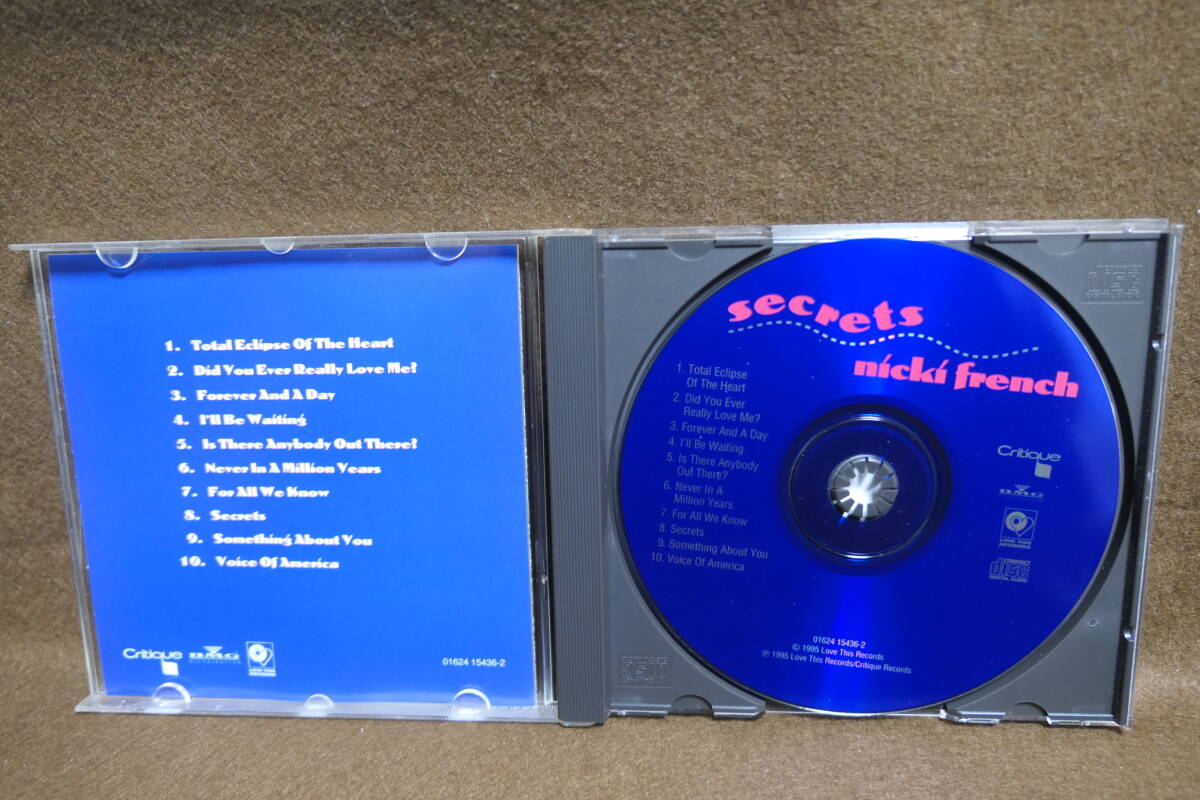 1. Total Eclipse Of The Heart
2. Did You Ever Really Love Me?
3. Forever And A Day
4. I'll Be Waiting
5. Is There Anybody Out There?
6. Never In A Million Years
7. For All We Know
8. Secrets
9. Something About You
10. Voice Of America
Critique
BMG
01624 15436-2
secrets
nicki french
1. Total Eclipse
Of The Heart
2. Did You Ever
Really Love Me?
3. Forever And A Day
4. I'll Be Waiting
5. Is There Anybody
Out There?
6. Never In A
Million Years
7. For All We Know
8. Secrets
9. Something About You
10. Voice Of America
Critique
BMG
COMPACT
disc
DIGITAL AUDIO
01624 15436-2
© 1995 Love This Records
℗ 1995 Love This Records/Critique Records